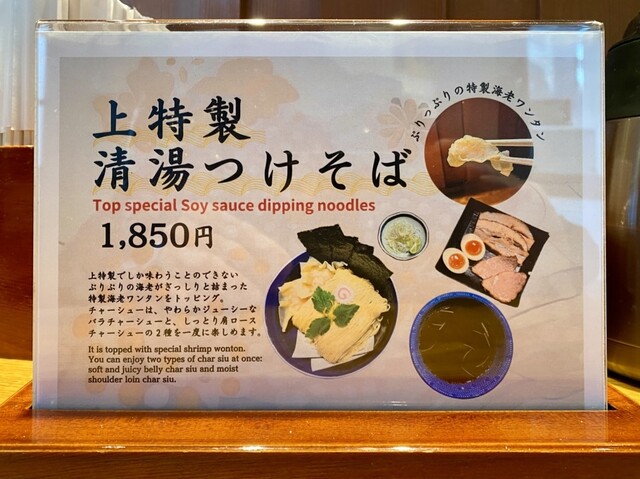 上特製
清湯つけそば
Top special Soy sauce dipping noodles
1,850円
ぷりっぷりの特製海老ワンタン
上特製でしか味わうことのできない
ぷりぷりの海老がぎっしりと詰まった
特製海老ワンタンをトッピング。
チャーシューは、やわらかジューシーな
バラチャーシューと、しっとり肩ロース
チャーシューの2種を一度に楽しめます。
It is topped with special shrimp wonton.
You can enjoy two types of char siu at once:
soft and juicy belly char siu and moist
shoulder loin char siu.